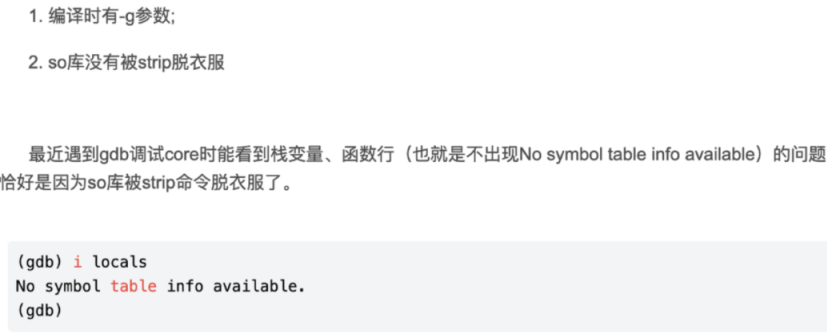 1. 编译时有-g参数;
2. so库没有被strip脱衣服
最近遇到gdb调试core时能看到栈变量、函数行（也就是不出现No symbol table info available）的问题
恰好是因为so库被strip命令脱衣服了。
(gdb) i locals
No symbol table info available.
(gdb)